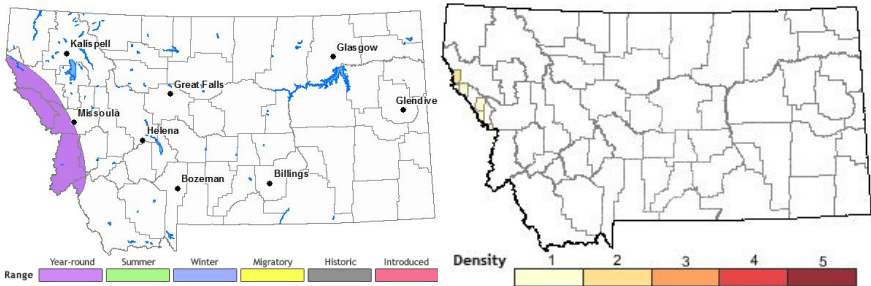 Kalispell
Glasgow
Great Falls
Glendive
Missoula
Helena
Bozeman
Billings
Range
Year-round Summer Winter Migratory Historic Introduced
Density
1 2 3 4 5